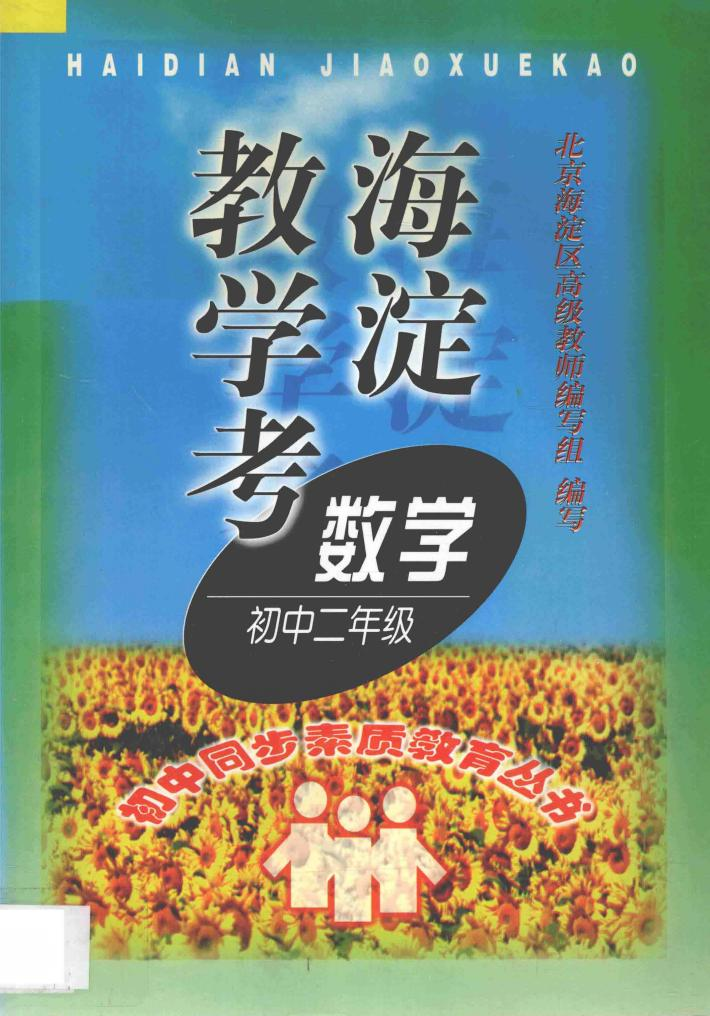 HAIDIAN JIAOXUEKAO
海淀
教学考
北京海淀区高级教师编写组 编写
数学
初中二年级
初中同步素质教育丛书